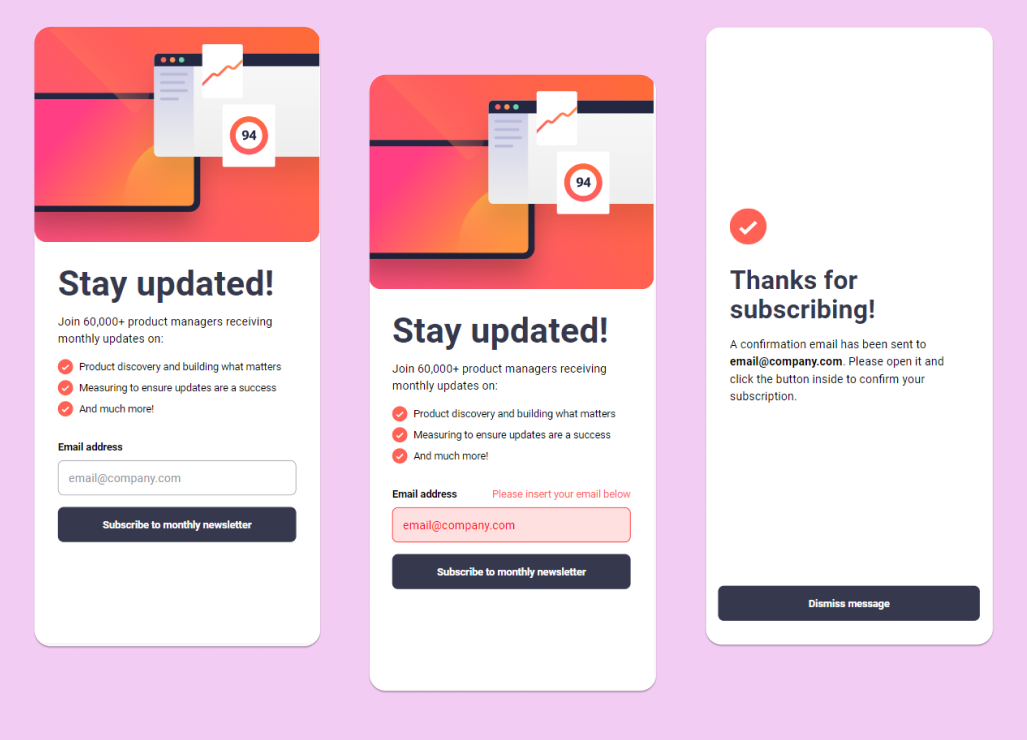 94
Stay updated!
Join 60,000+ product managers receiving
monthly updates on:
Product discovery and building what matters
Measuring to ensure updates are a success
And much more!
Email address
email@company.com
Subscribe to monthly newsletter
94
Stay updated!
Join 60,000+ product managers receiving
monthly updates on:
Product discovery and building what matters
Measuring to ensure updates are a success
And much more!
Email address Please insert your email below
email@company.com
Subscribe to monthly newsletter
Thanks for
subscribing!
A confirmation email has been sent to
email@company.com. Please open it and
click the button inside to confirm your
subscription.
Dismiss message